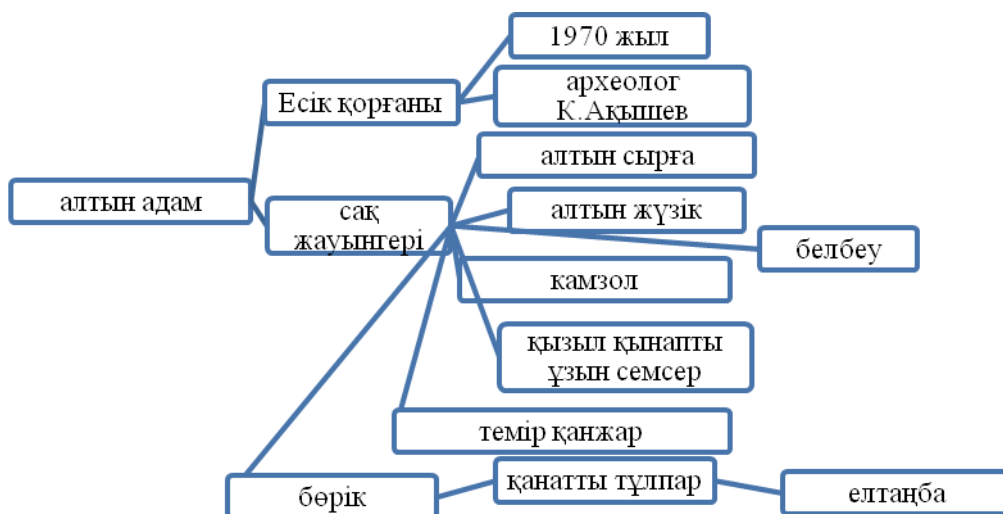 1970 жыл
археолог
К.Ақышев
Есік қорғаны
алтын сырға
алтын адам
сақ
жауынгері
алтын жүзік
белбеу
камзол
қызыл қынапты
ұзын семсер
темір қанжар
бөрік
қанатты тұлпар
елтаңба